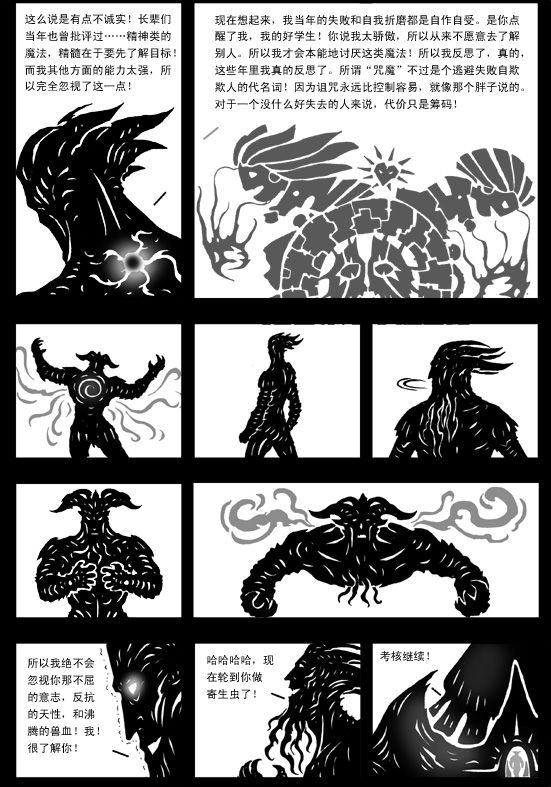 这么说是有点不诚实！长辈们
当年也曾批评过……精神类的
魔法，精髓在于要先了解目标！
而我其他方面的能力太强，所
以完全忽视了这一点！
现在想起来，我当年的失败和自我折磨都是自作自受。是你点
醒了我，我的好学生！你说我太骄傲，所以从来不愿意去了解
别人。所以我才会本能地讨厌这类魔法！所以我反思了，真的，
这些年里我真的反思了。所谓“咒魔”不过是个逃避失败自欺
欺人的代名词！因为诅咒永远比控制容易，就像那个胖子说的。
对于一个没什么好失去的人来说，代价只是筹码！
所以我绝不会
忽视你那不屈
的意志，反抗
的天性，和沸
腾的兽血！我！
很了解你！
哈哈哈哈，现
在轮到你做
寄生虫了！
考核继续！